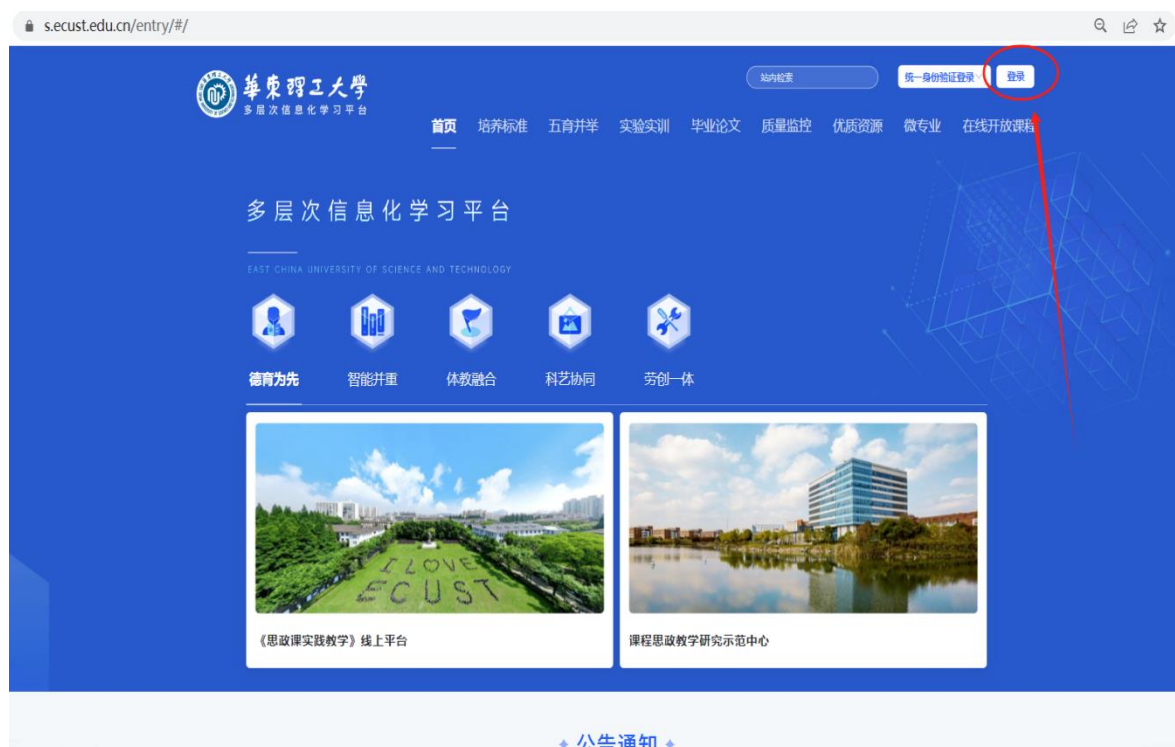 s.ecust.edu.cn/entry/#/
華東理工大學
多层次信息化学习平台
站内检索
统一身份验证登录
登录
首页 培养标准 五育并举 实验实训 毕业论文 质量监控 优质资源 微专业 在线开放课程
多层次信息化学习平台
EAST CHINA UNIVERSITY OF SCIENCE AND TECHNOLOGY
德育为先 智能并重 体教融合 科艺协同 劳创一体
I LOVE
ECUST
《思政课实践教学》线上平台
课程思政教学研究示范中心
公告通知